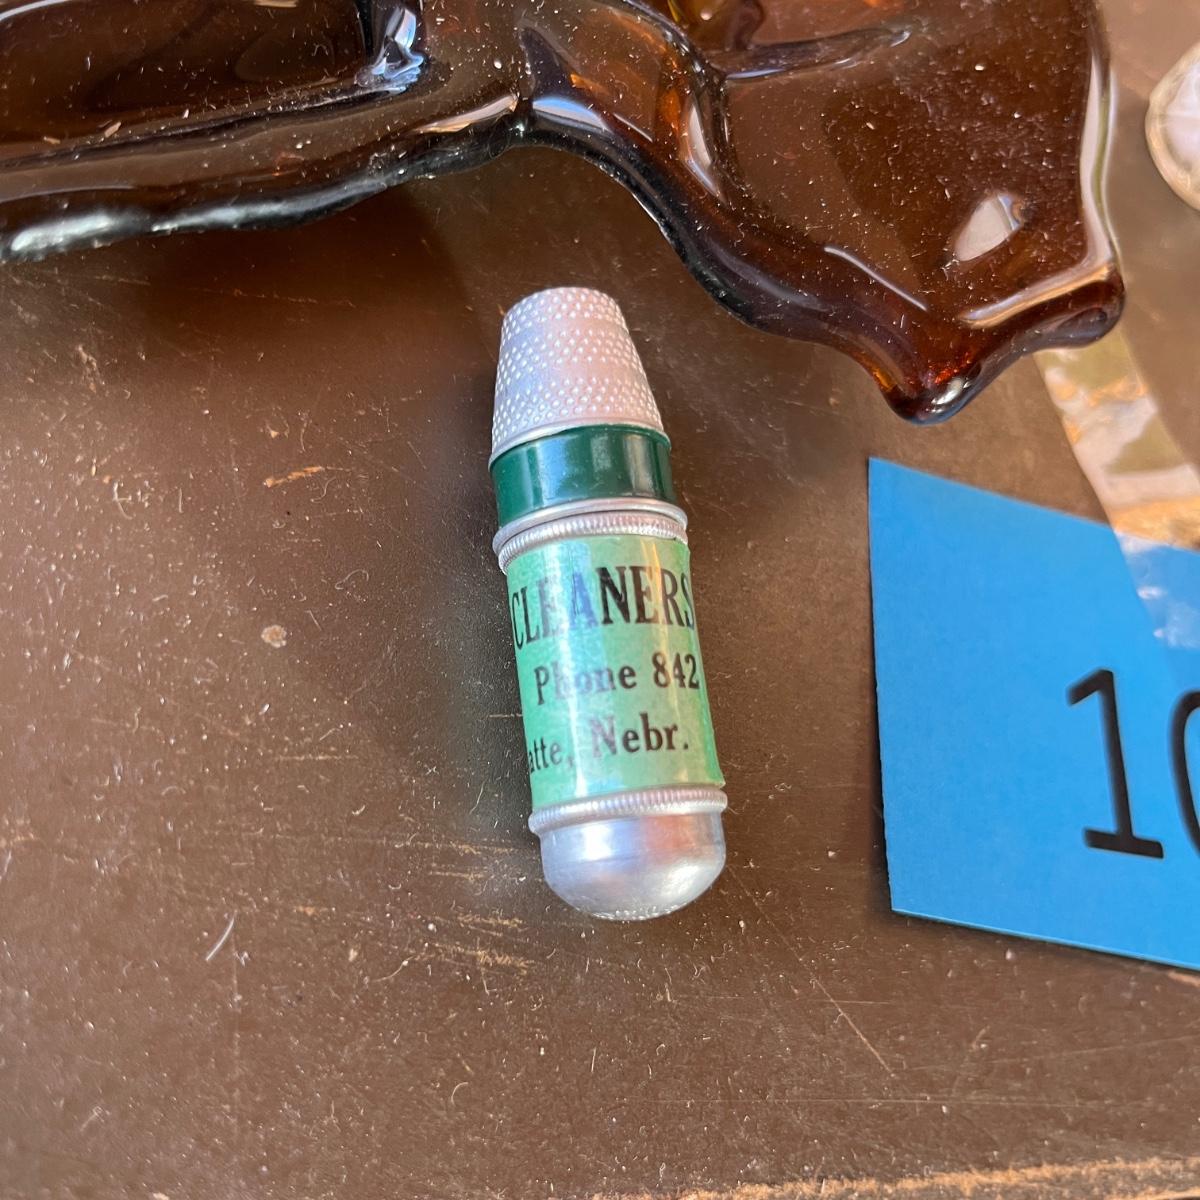 CLEANERS
Phone 842
atte, Nebr.
10